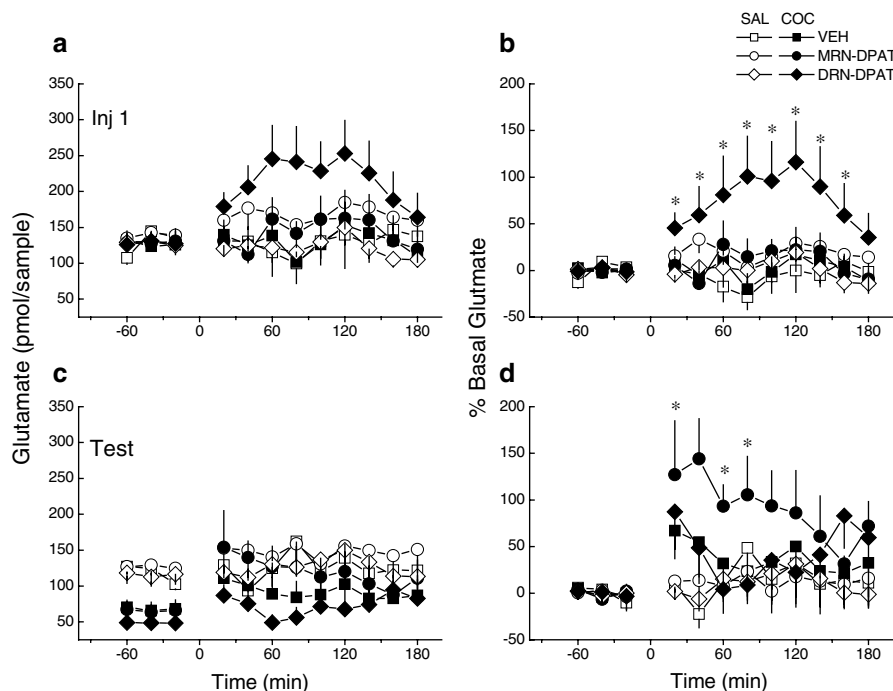 SAL COC
VEH
MRN-DPAT
DRN-DPAT
a
350
300
250
200
150
100
50
Inj 1
-60 0 60 120 180
b
200
150
100
50
0
-50
* * * * * * * *
-60 0 60 120 180
Glutamate (pmol/sample)
% Basal Glutmate
c
350
300
250
200
150
100
50
Test
-60 0 60 120 180
Time (min)
d
200
150
100
50
0
-50
* * *
-60 0 60 120 180
Time (min)